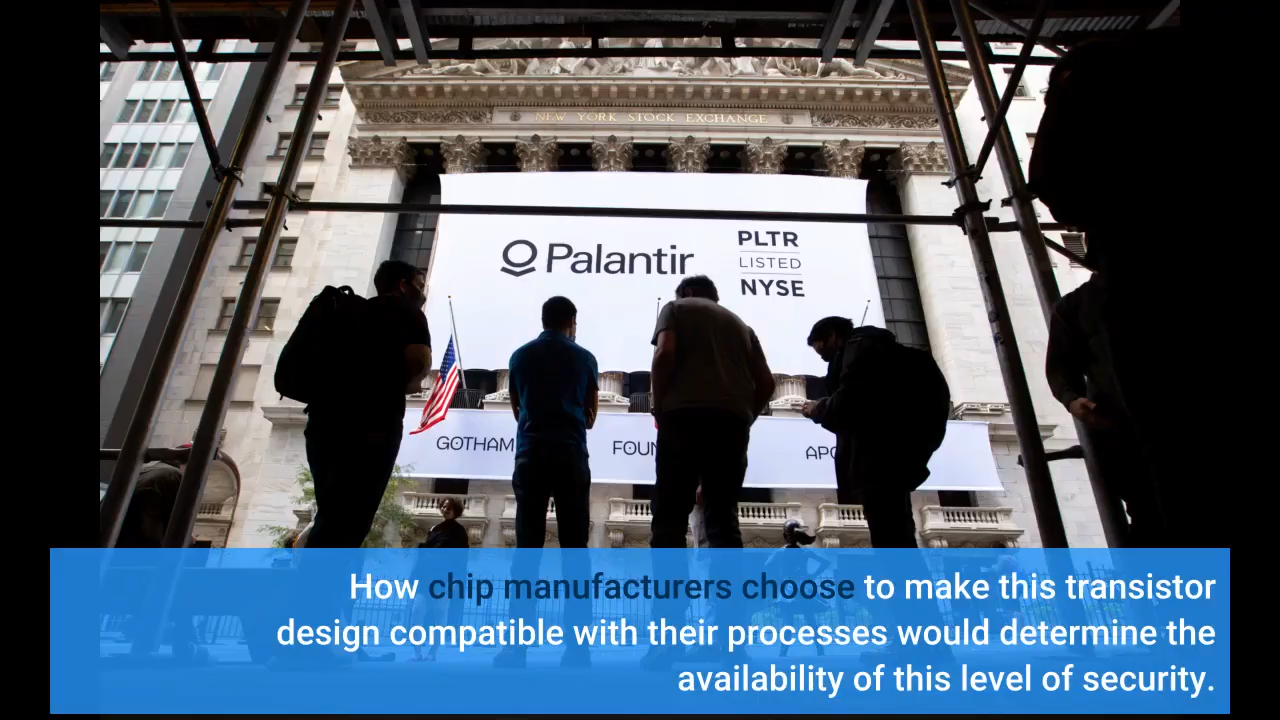 NEW YORK STOCK EXCHANGE
Palantir
PLTR
LISTED
NYSE
GOTHAM
How chip manufacturers choose to make this transistor
design compatible with their processes would determine the
availability of this level of security.